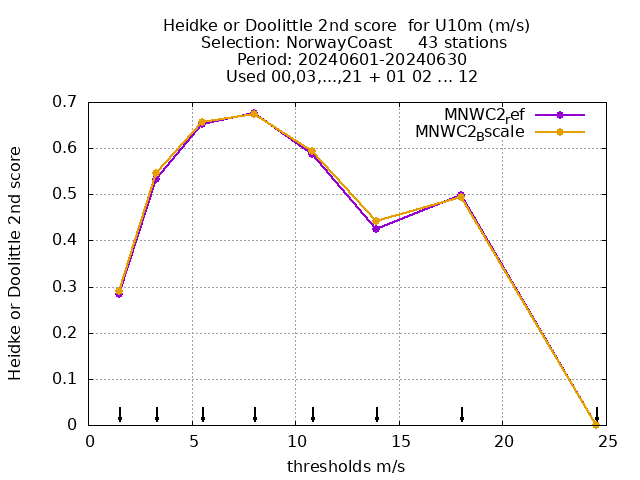 Heidke or Doolittle 2nd score  for U10m (m/s)
Selection: NorwayCoast     43 stations
Period: 20240601-20240630
Used 00,03,...,21 + 01 02 ... 12
MNWC2ref
MNWC2Bscale
Heidke or Doolittle 2nd score
0.7
0.6
0.5
0.4
0.3
0.2
0.1
0
0 5 10 15 20 25
thresholds m/s